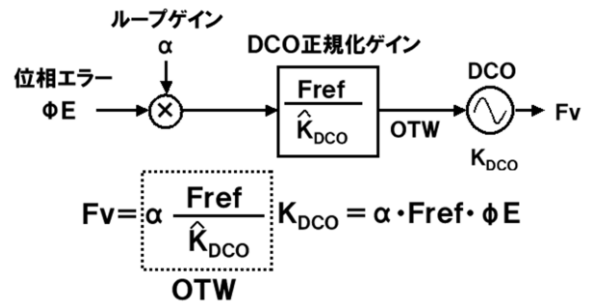 ループゲイン
α
DCO正規化ゲイン
位相エラー
ΦE
×
Fref
K̂DCO
OTW
DCO
KDCO
Fv
Fv=α Fref/K̂DCO KDCO=α・Fref・ΦE
OTW